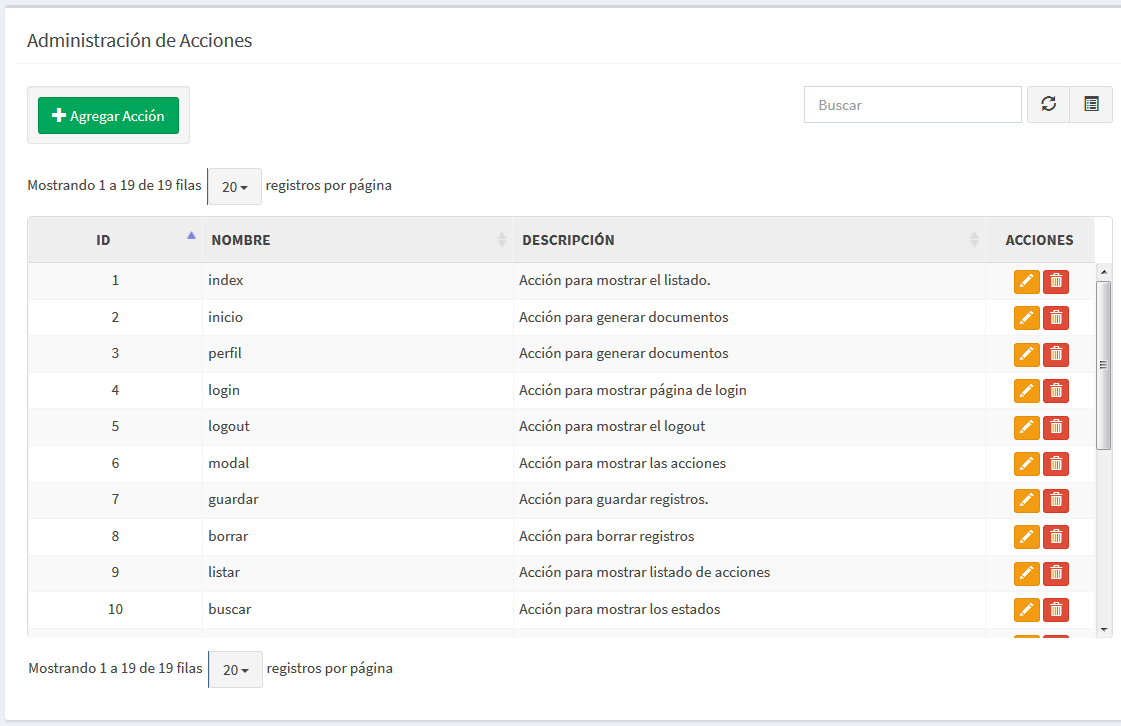 Administración de Acciones
Agregar Acción
Buscar
Mostrando 1 a 19 de 19 filas 20 registros por página
ID NOMBRE DESCRIPCIÓN ACCIONES
1 index Acción para mostrar el listado.
2 inicio Acción para generar documentos
3 perfil Acción para generar documentos
4 login Acción para mostrar página de login
5 logout Acción para mostrar el logout
6 modal Acción para mostrar las acciones
7 guardar Acción para guardar registros.
8 borrar Acción para borrar registros
9 listar Acción para mostrar listado de acciones
10 buscar Acción para mostrar los estados
Mostrando 1 a 19 de 19 filas 20 registros por página